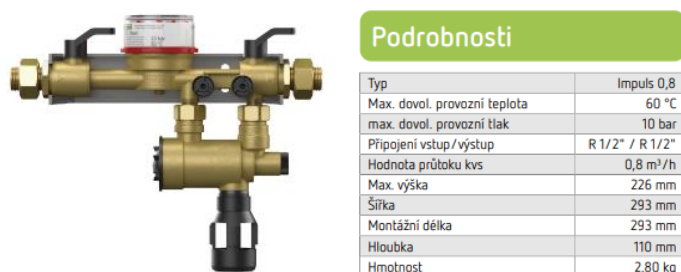 Podrobnosti
Typ Impuls 0,8
Max. dovol. provozní teplota 60 °C
max. dovol. provozní tlak 10 bar
Připojení vstup/výstup R 1/2" / R 1/2"
Hodnota průtoku kvs 0,8 m³/h
Max. výška 226 mm
Šířka 293 mm
Montážní délka 293 mm
Hloubka 110 mm
Hmotnost 2,80 kg